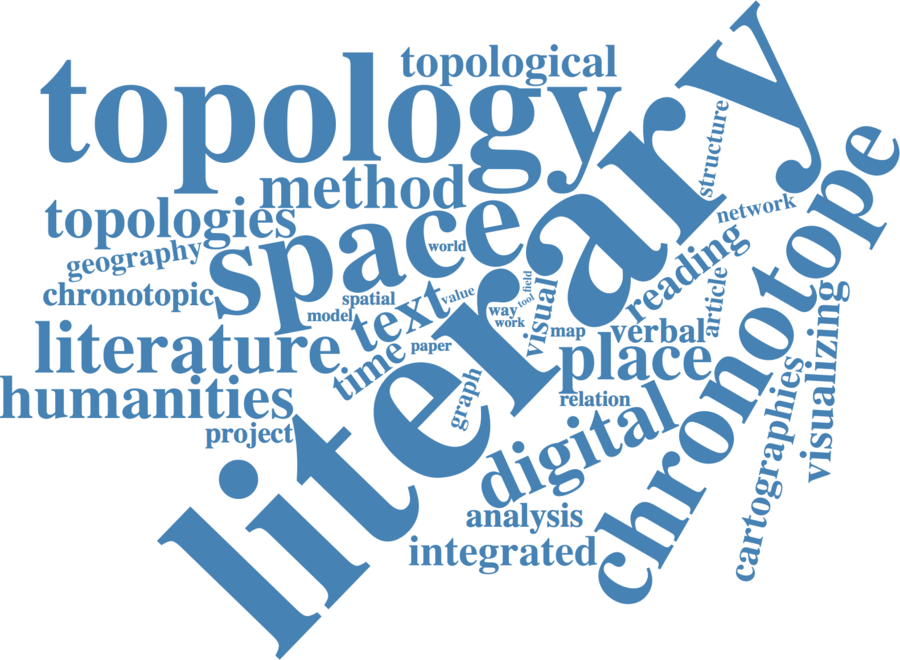 topological
topology
literary
structure
method
chronotope
topologies
network
space
geography
world
reading
chronotopic
spatial
value
field
tool
visual
article
visualizing
model
text
way
work
map
verbal
literature
time
paper
place
humanities
graph
relation
cartographies
project
digital
analysis
integrated